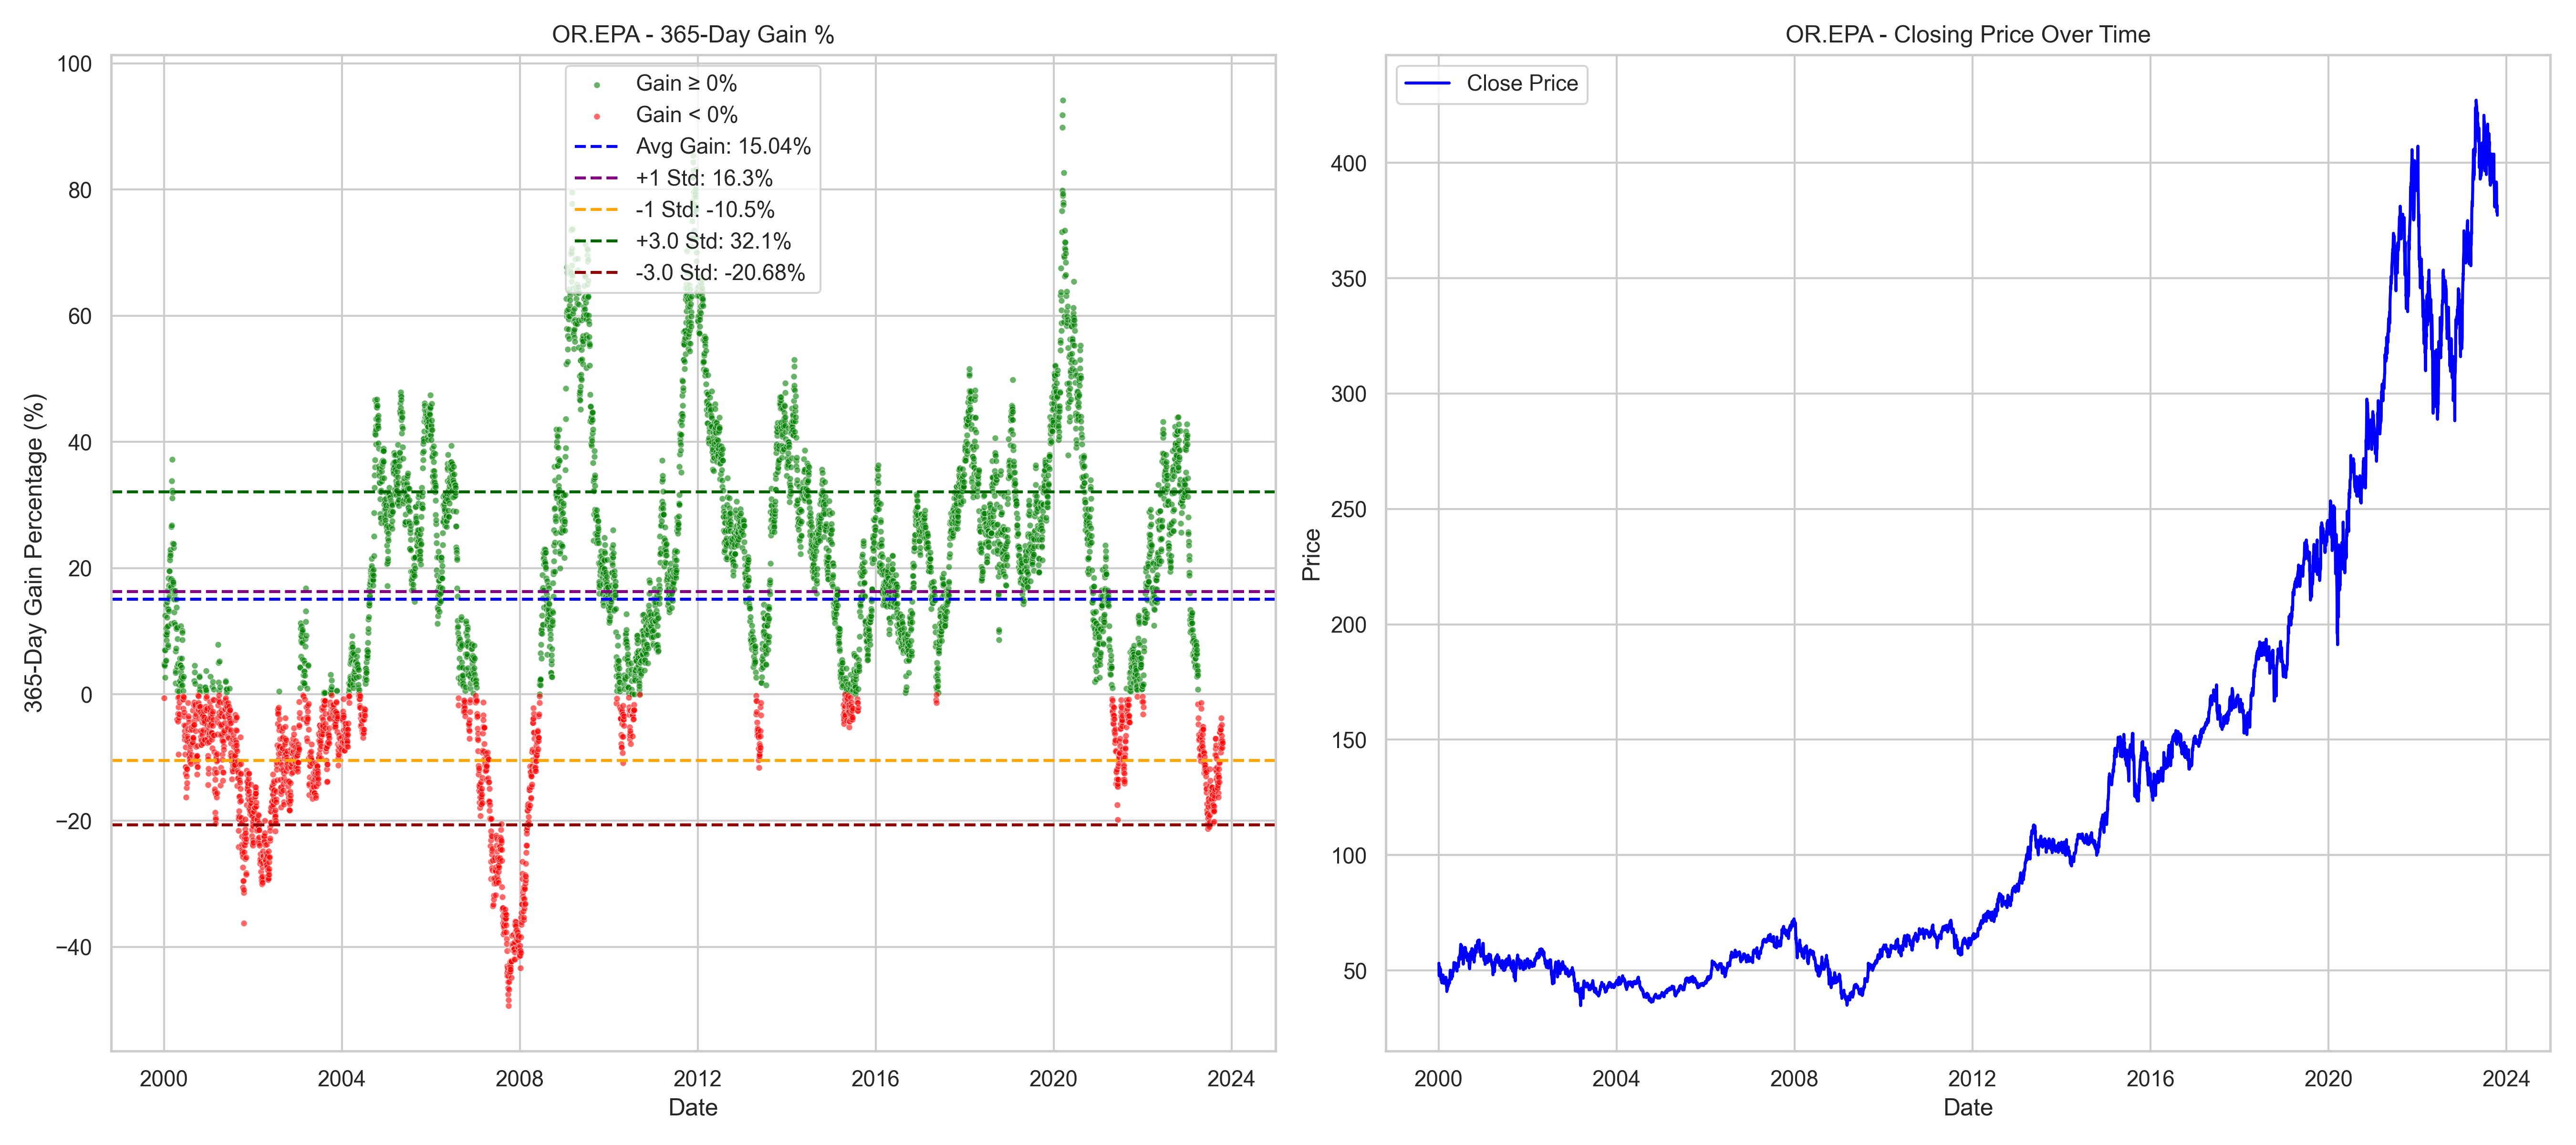 OR.EPA - 365-Day Gain %
100
80
60
40
20
0
−20
−40
365-Day Gain Percentage (%)
Gain ≥ 0%
Gain < 0%
Avg Gain: 15.04%
+1 Std: 16.3%
-1 Std: -10.5%
+3.0 Std: 32.1%
-3.0 Std: -20.68%
2000 2004 2008 2012 2016 2020 2024
Date
OR.EPA - Closing Price Over Time
Close Price
400
350
300
250
200
150
100
50
Price
2000 2004 2008 2012 2016 2020 2024
Date